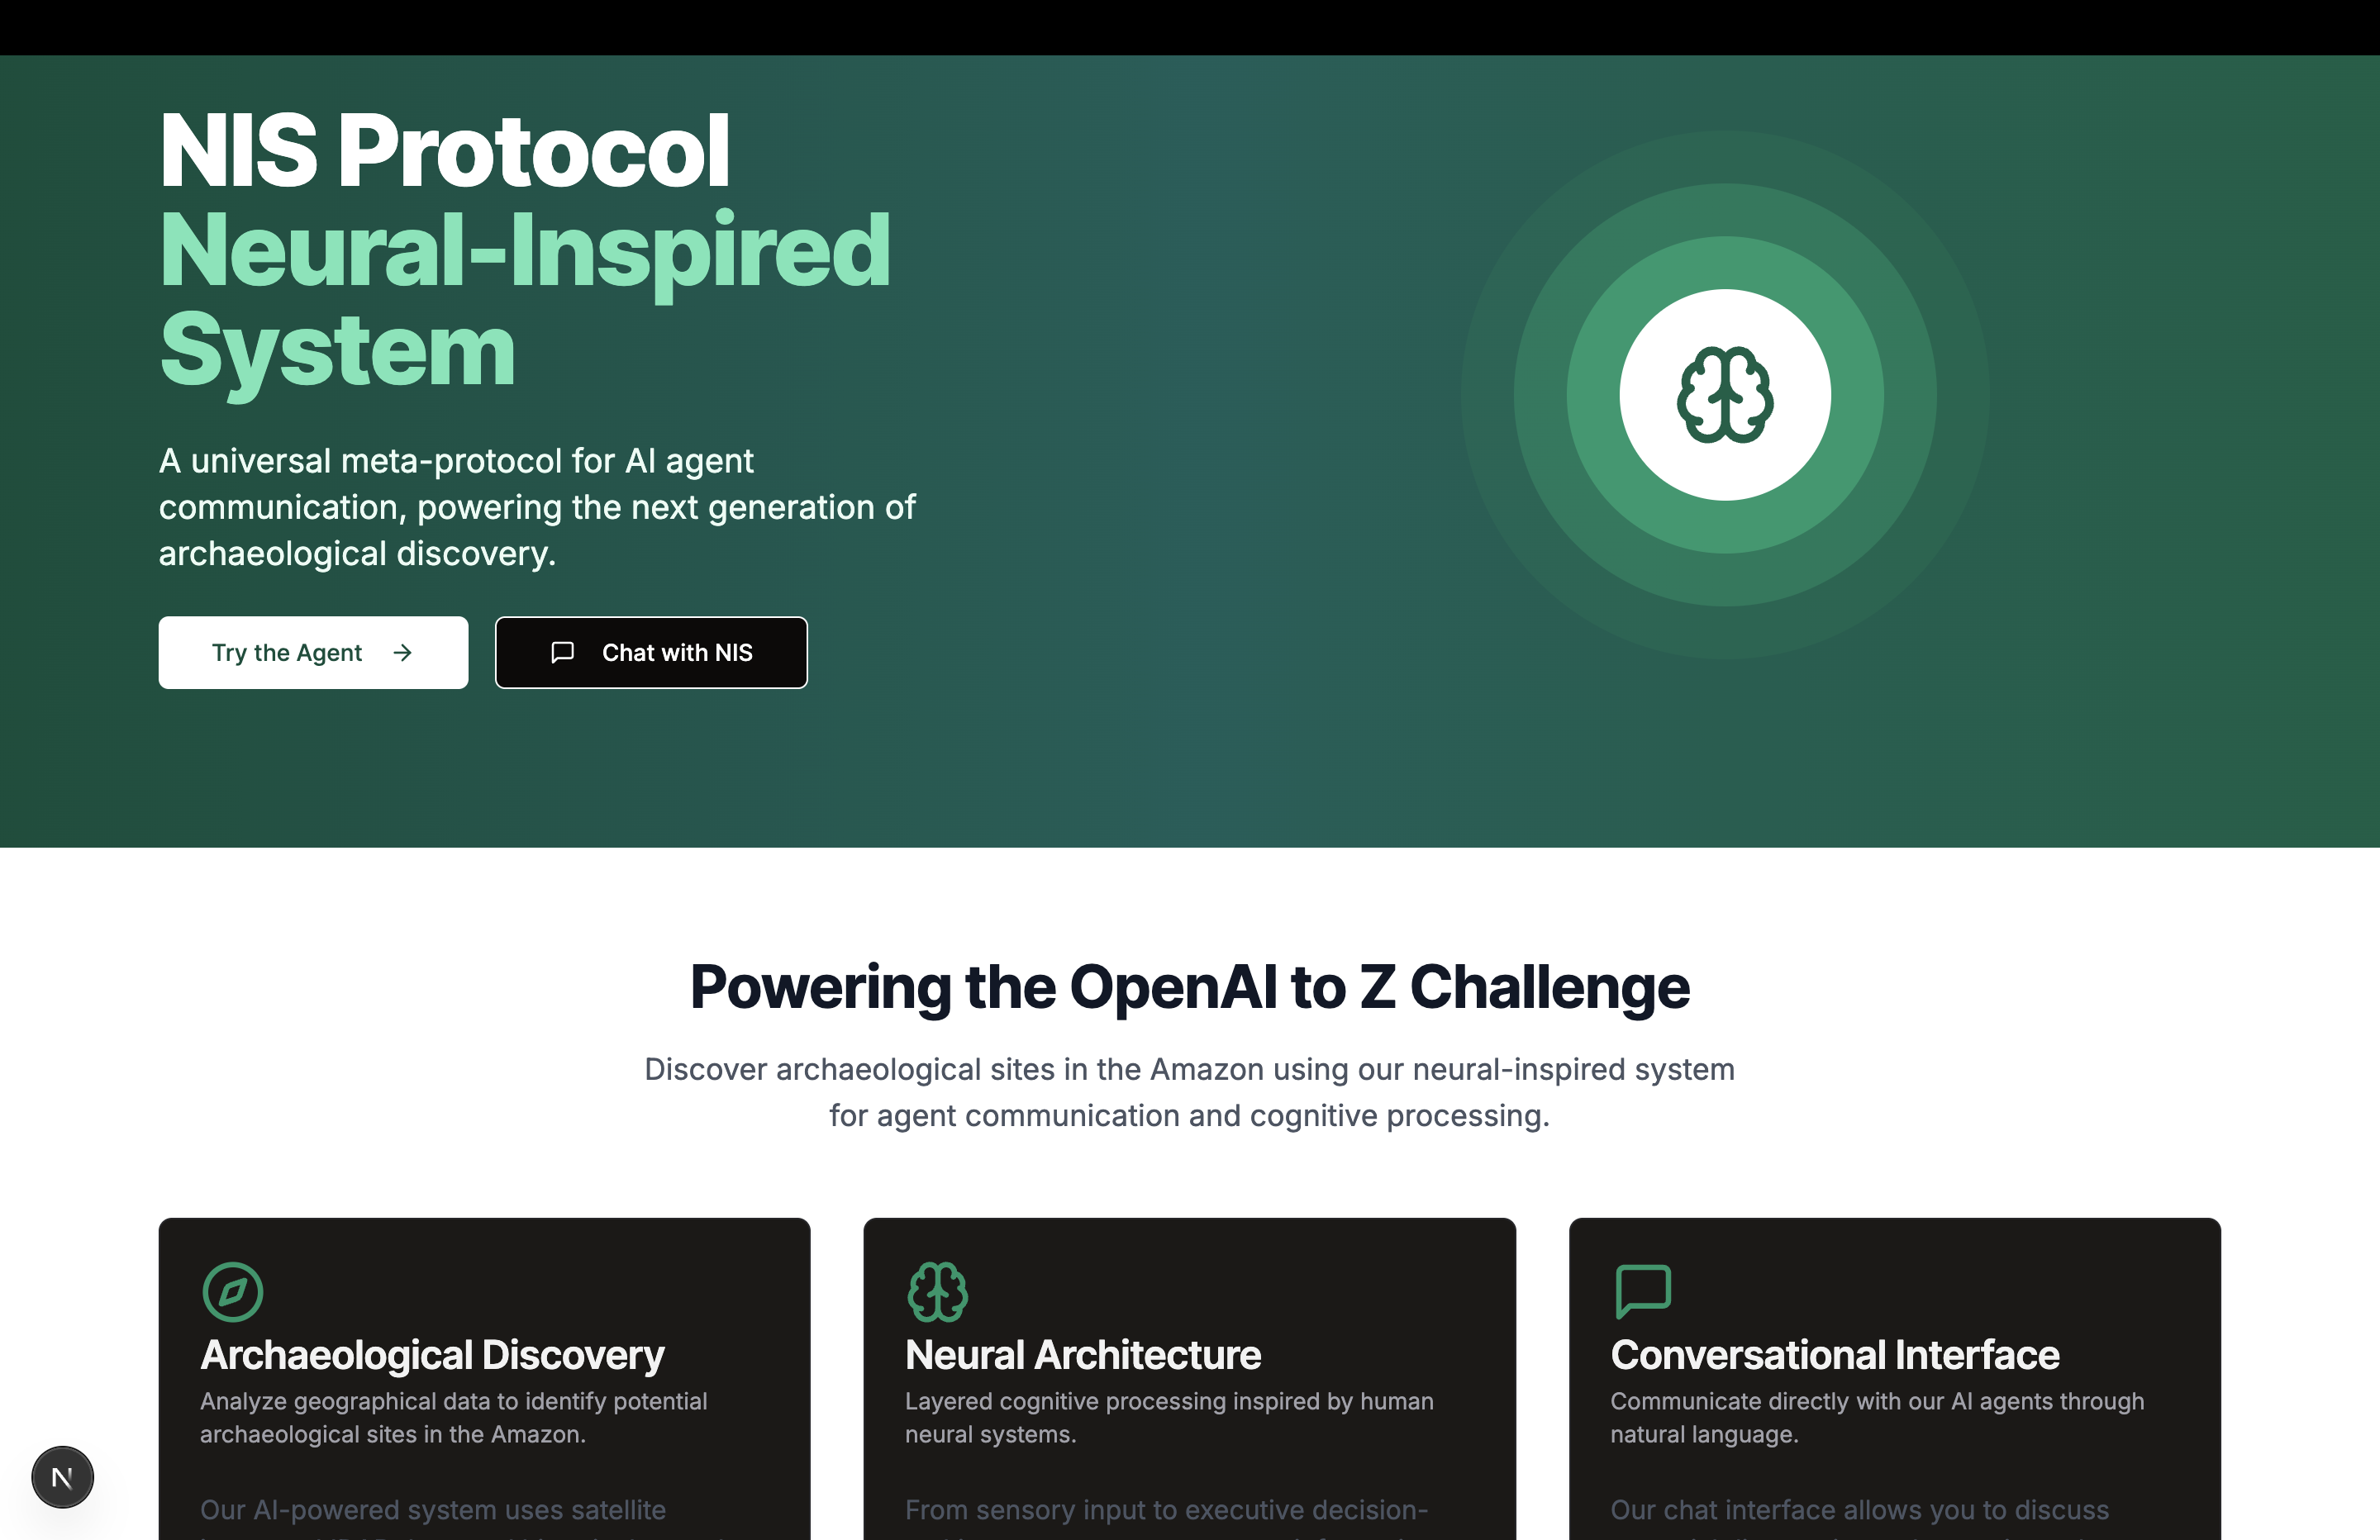 NIS Protocol
Neural-Inspired
System
A universal meta-protocol for AI agent
communication, powering the next generation of
archaeological discovery.
Try the Agent
Chat with NIS
Powering the OpenAI to Z Challenge
Discover archaeological sites in the Amazon using our neural-inspired system
for agent communication and cognitive processing.
Archaeological Discovery
Analyze geographical data to identify potential
archaeological sites in the Amazon.
Our AI-powered system uses satellite
Neural Architecture
Layered cognitive processing inspired by human
neural systems.
From sensory input to executive decision-
Conversational Interface
Communicate directly with our AI agents through
natural language.
Our chat interface allows you to discuss
N